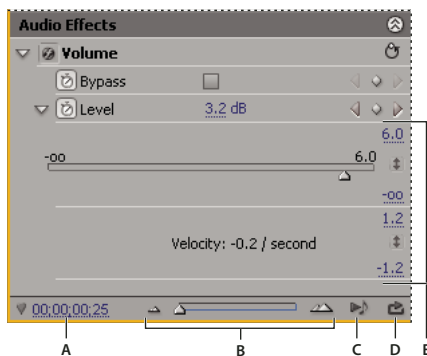 Audio Effects
Volume
Bypass
Level 3.2 dB
6.0
-oo 6.0
-oo
1.2
Velocity: -0.2 / second
-1.2
00;00;00;25
A B C D E